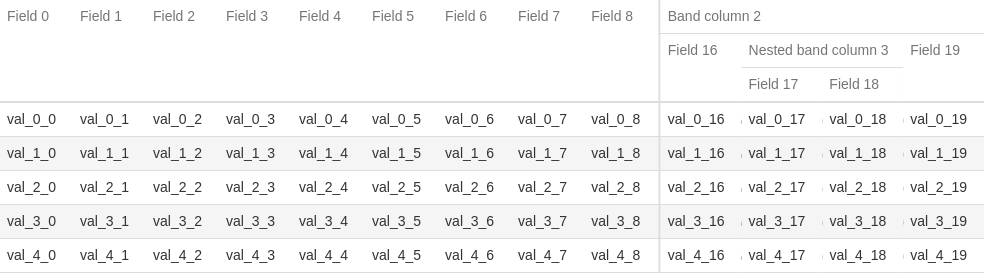 Field 0 Field 1 Field 2 Field 3 Field 4 Field 5 Field 6 Field 7 Field 8 Band column 2
Field 16 Nested band column 3 Field 19
Field 17 Field 18
val_0_0 val_0_1 val_0_2 val_0_3 val_0_4 val_0_5 val_0_6 val_0_7 val_0_8 val_0_16 val_0_17 val_0_18 val_0_19
val_1_0 val_1_1 val_1_2 val_1_3 val_1_4 val_1_5 val_1_6 val_1_7 val_1_8 val_1_16 val_1_17 val_1_18 val_1_19
val_2_0 val_2_1 val_2_2 val_2_3 val_2_4 val_2_5 val_2_6 val_2_7 val_2_8 val_2_16 val_2_17 val_2_18 val_2_19
val_3_0 val_3_1 val_3_2 val_3_3 val_3_4 val_3_5 val_3_6 val_3_7 val_3_8 val_3_16 val_3_17 val_3_18 val_3_19
val_4_0 val_4_1 val_4_2 val_4_3 val_4_4 val_4_5 val_4_6 val_4_7 val_4_8 val_4_16 val_4_17 val_4_18 val_4_19